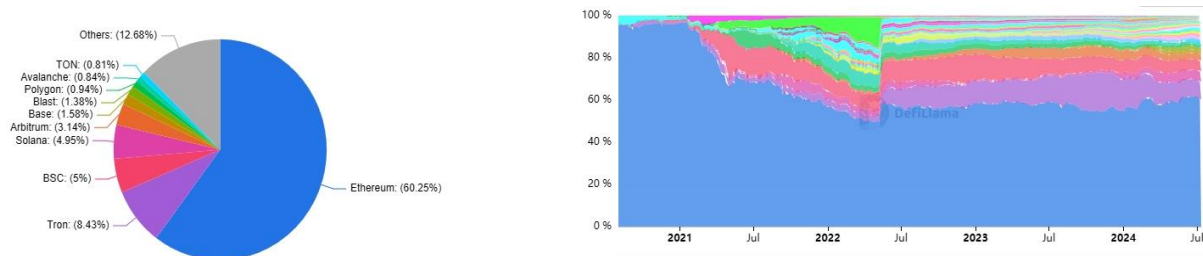 Others: (12.68%)
TON: (0.81%)
Avalanche: (0.84%)
Polygon: (0.94%)
Blast: (1.38%)
Base: (1.58%)
Arbitrum: (3.14%)
Solana: (4.95%)
BSC: (5%)
Ethereum: (60.25%)
Tron: (8.43%)
100 %
80 %
60 %
40 %
20 %
0 %
DefiLlama
2021 Jul 2022 Jul 2023 Jul 2024 Jul